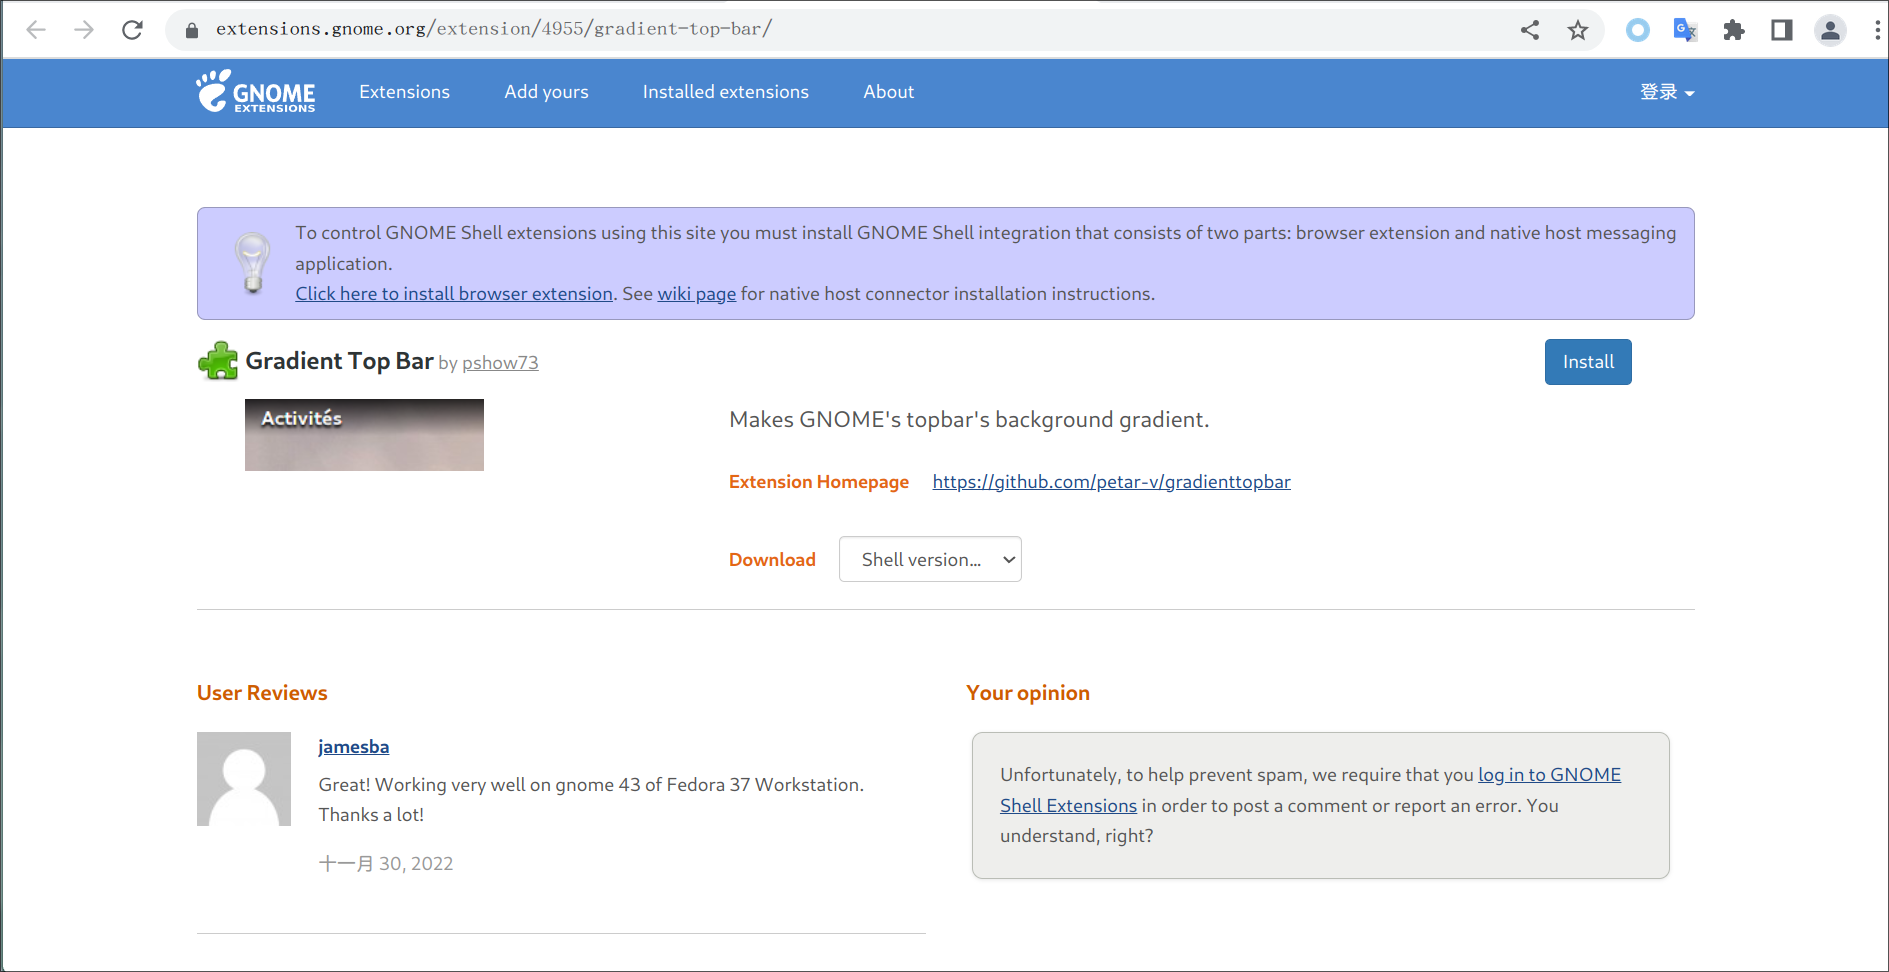 extensions.gnome.org/extension/4955/gradient-top-bar/
GNOME
EXTENSIONS
Extensions
Add yours
Installed extensions
About
登录
To control GNOME Shell extensions using this site you must install GNOME Shell integration that consists of two parts: browser extension and native host messaging
application.
Click here to install browser extension. See wiki page for native host connector installation instructions.
Gradient Top Bar by pshow73
Install
Activités
Makes GNOME's topbar's background gradient.
Extension Homepage https://github.com/petar-v/gradienttopbar
Download Shell version...
User Reviews
jamesba
Great! Working very well on gnome 43 of Fedora 37 Workstation.
Thanks a lot!
十一月 30, 2022
Your opinion
Unfortunately, to help prevent spam, we require that you log in to GNOME
Shell Extensions in order to post a comment or report an error. You
understand, right?